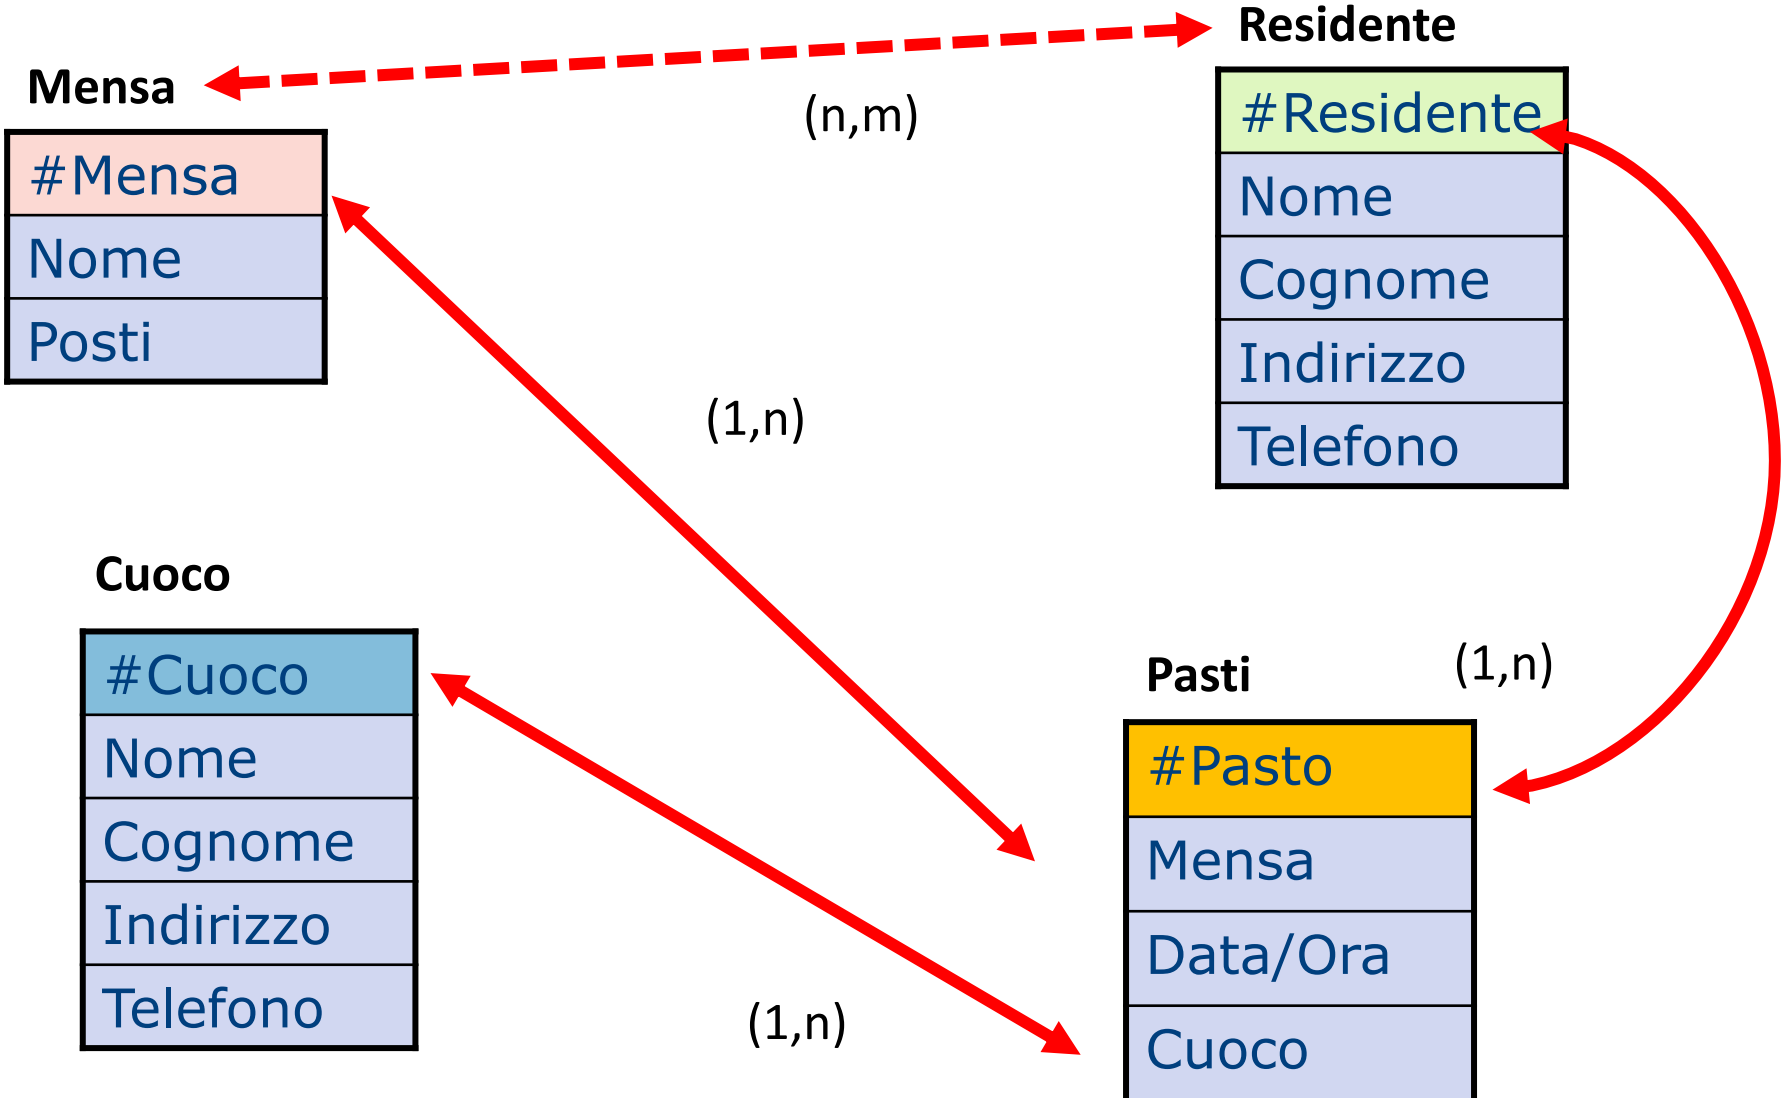 Residente
Mensa
(n,m)
#Residente
Nome
Cognome
Indirizzo
Telefono
#Mensa
Nome
Posti
(1,n)
Cuoco
#Cuoco
Nome
Cognome
Indirizzo
Telefono
(1,n)
Pasti
(1,n)
#Pasto
Mensa
Data/Ora
Cuoco